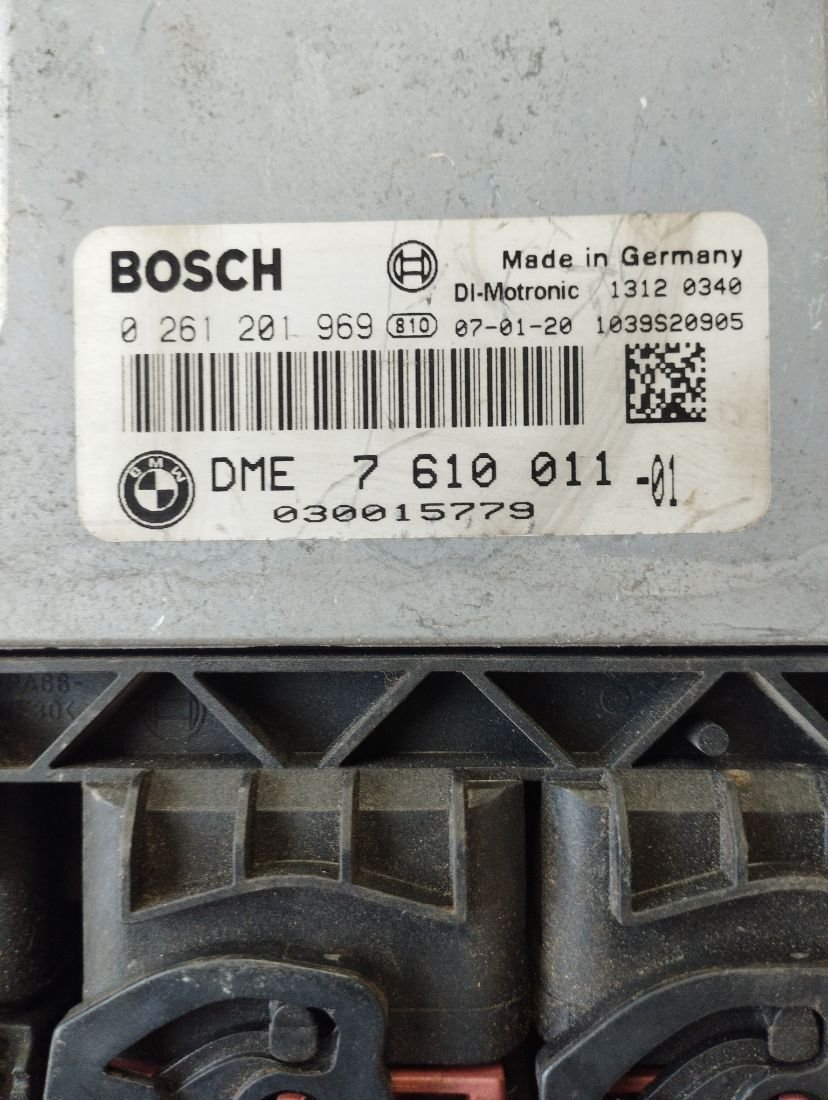 BOSCH
Made in Germany
DI-Motronic 1312 0340
0 261 201 969 810 07-01-20 1039S20905
BMW DME 7 610 011 -01
030015779